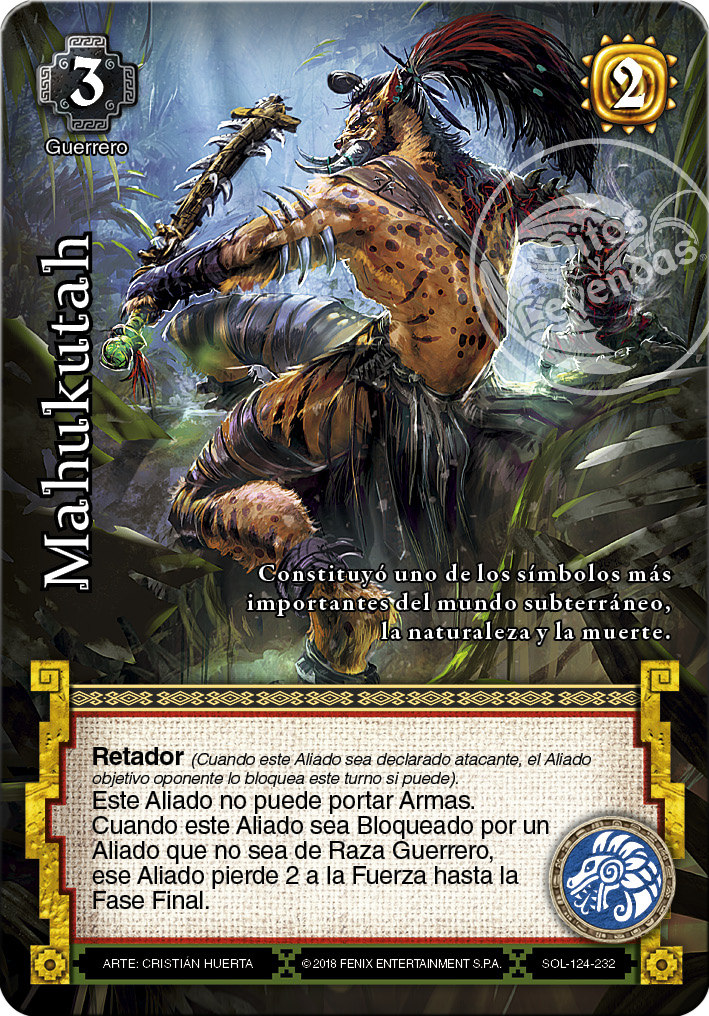 3
2
Guerrero
Mitos
y
Leyendas
Mahukutah
Constituyó uno de los símbolos más
importantes del mundo subterráneo,
la naturaleza y la muerte.
Retador (Cuando este Aliado sea declarado atacante, el Aliado
objetivo oponente lo bloquea este turno si puede).
Este Aliado no puede portar Armas.
Cuando este Aliado sea Bloqueado por un
Aliado que no sea de Raza Guerrero,
ese Aliado pierde 2 a la Fuerza hasta la
Fase Final.
ARTE: CRISTIÁN HUERTA
©2018 FENIX ENTERTAINMENT S.P.A.
SOL-124-232